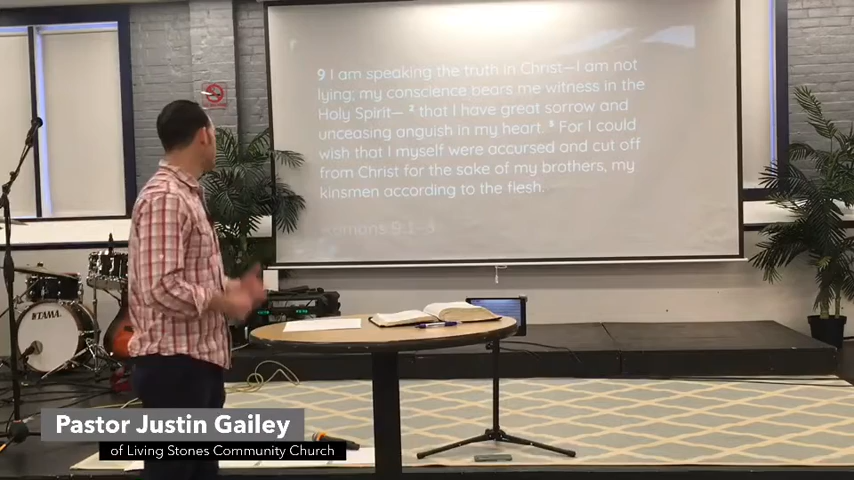 9 I am speaking the truth in Christ—I am not
lying; my conscience bears me witness in the
Holy Spirit— 2 that I have great sorrow and
unceasing anguish in my heart. 3 For I could
wish that I myself were accursed and cut off
from Christ for the sake of my brothers, my
kinsmen according to the flesh.
Romans 9:1-3
TAMA
Pastor Justin Gailey
of Living Stones Community Church